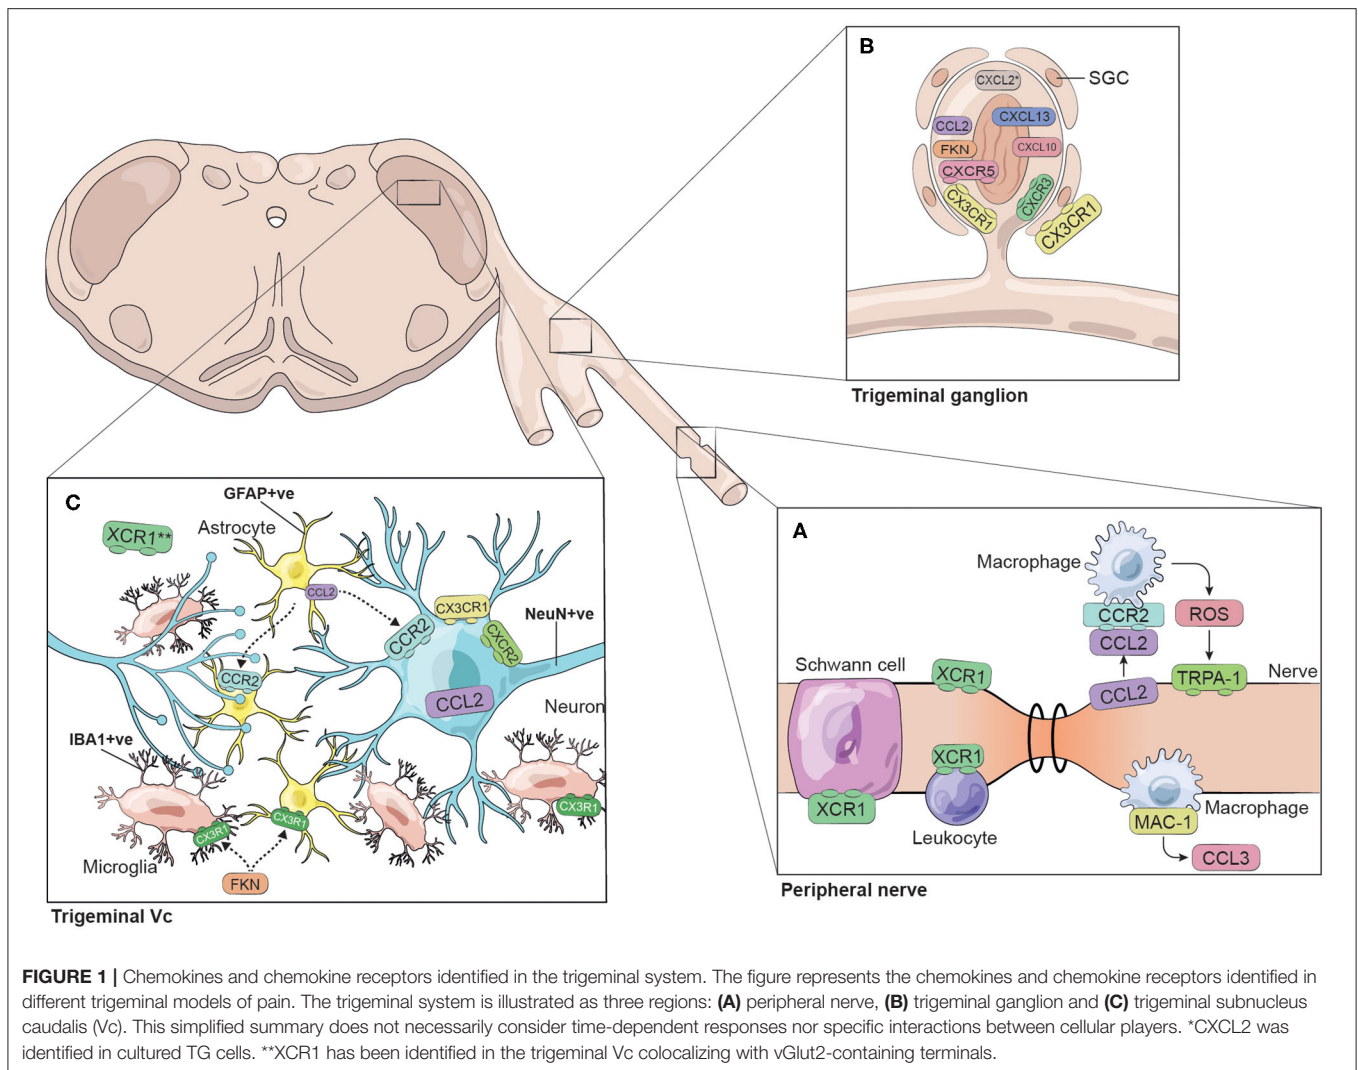 B
CXCL2*
SGC
CXCL13
CCL2
FKN
CXCL10
CXCR5
CX3CR1
CXCR3
CX3CR1
Trigeminal ganglion
C
GFAP+ve
Astrocyte
XCR1**
CCL2
CX3CR1
CCR2
CXCR2
NeuN+ve
CCR2
CCL2
Neuron
IBA1+ve
CX3R1
CX3R1
CX3R1
Microglia
FKN
Trigeminal Vc
A
Macrophage
CCR2
ROS
CCL2
Schwann cell
XCR1
Nerve
TRPA-1
CCL2
XCR1
XCR1
Macrophage
MAC-1
Leukocyte
CCL3
Peripheral nerve
FIGURE 1 | Chemokines and chemokine receptors identified in the trigeminal system. The figure represents the chemokines and chemokine receptors identified in
different trigeminal models of pain. The trigeminal system is illustrated as three regions: (A) peripheral nerve, (B) trigeminal ganglion and (C) trigeminal subnucleus
caudalis (Vc). This simplified summary does not necessarily consider time-dependent responses nor specific interactions between cellular players. *CXCL2 was
identified in cultured TG cells. **XCR1 has been identified in the trigeminal Vc colocalizing with vGlut2-containing terminals.